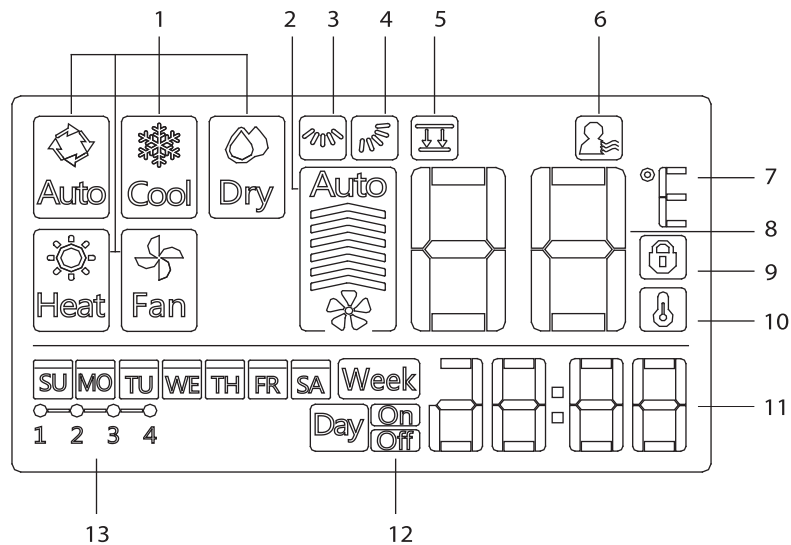 1 2 3 4 5 6
Auto Cool Dry Auto
7
8
Heat Fan
9
10
SU MO TU WE TH FR SA Week
Day On
Off
11
1 2 3 4
13 12